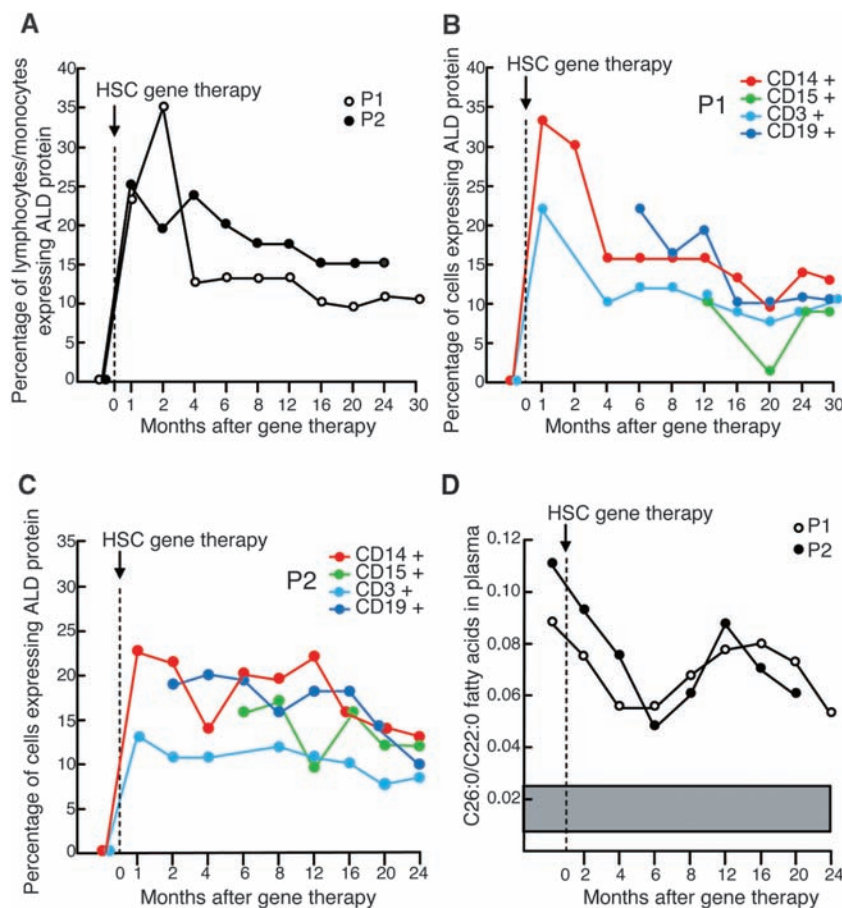 A
HSC gene therapy
P1
P2
40
35
30
25
20
15
10
5
0
Percentage of lymphocytes/monocytes
expressing ALD protein
0 1 2 4 6 8 12 16 20 24 30
Months after gene therapy
B
HSC gene therapy
P1
CD14 +
CD15 +
CD3 +
CD19 +
40
35
30
25
20
15
10
5
0
Percentage of cells expressing ALD protein
0 1 2 4 6 8 12 16 20 24 30
Months after gene therapy
C
HSC gene therapy
P2
CD14 +
CD15 +
CD3 +
CD19 +
35
30
25
20
15
10
5
0
Percentage of cells expressing ALD protein
0 1 2 4 6 8 12 16 20 24
Months after gene therapy
D
HSC gene therapy
P1
P2
0.12
0.10
0.08
0.06
0.04
0.02
C26:0/C22:0 fatty acids in plasma
0 2 4 6 8 12 16 20 24
Months after gene therapy